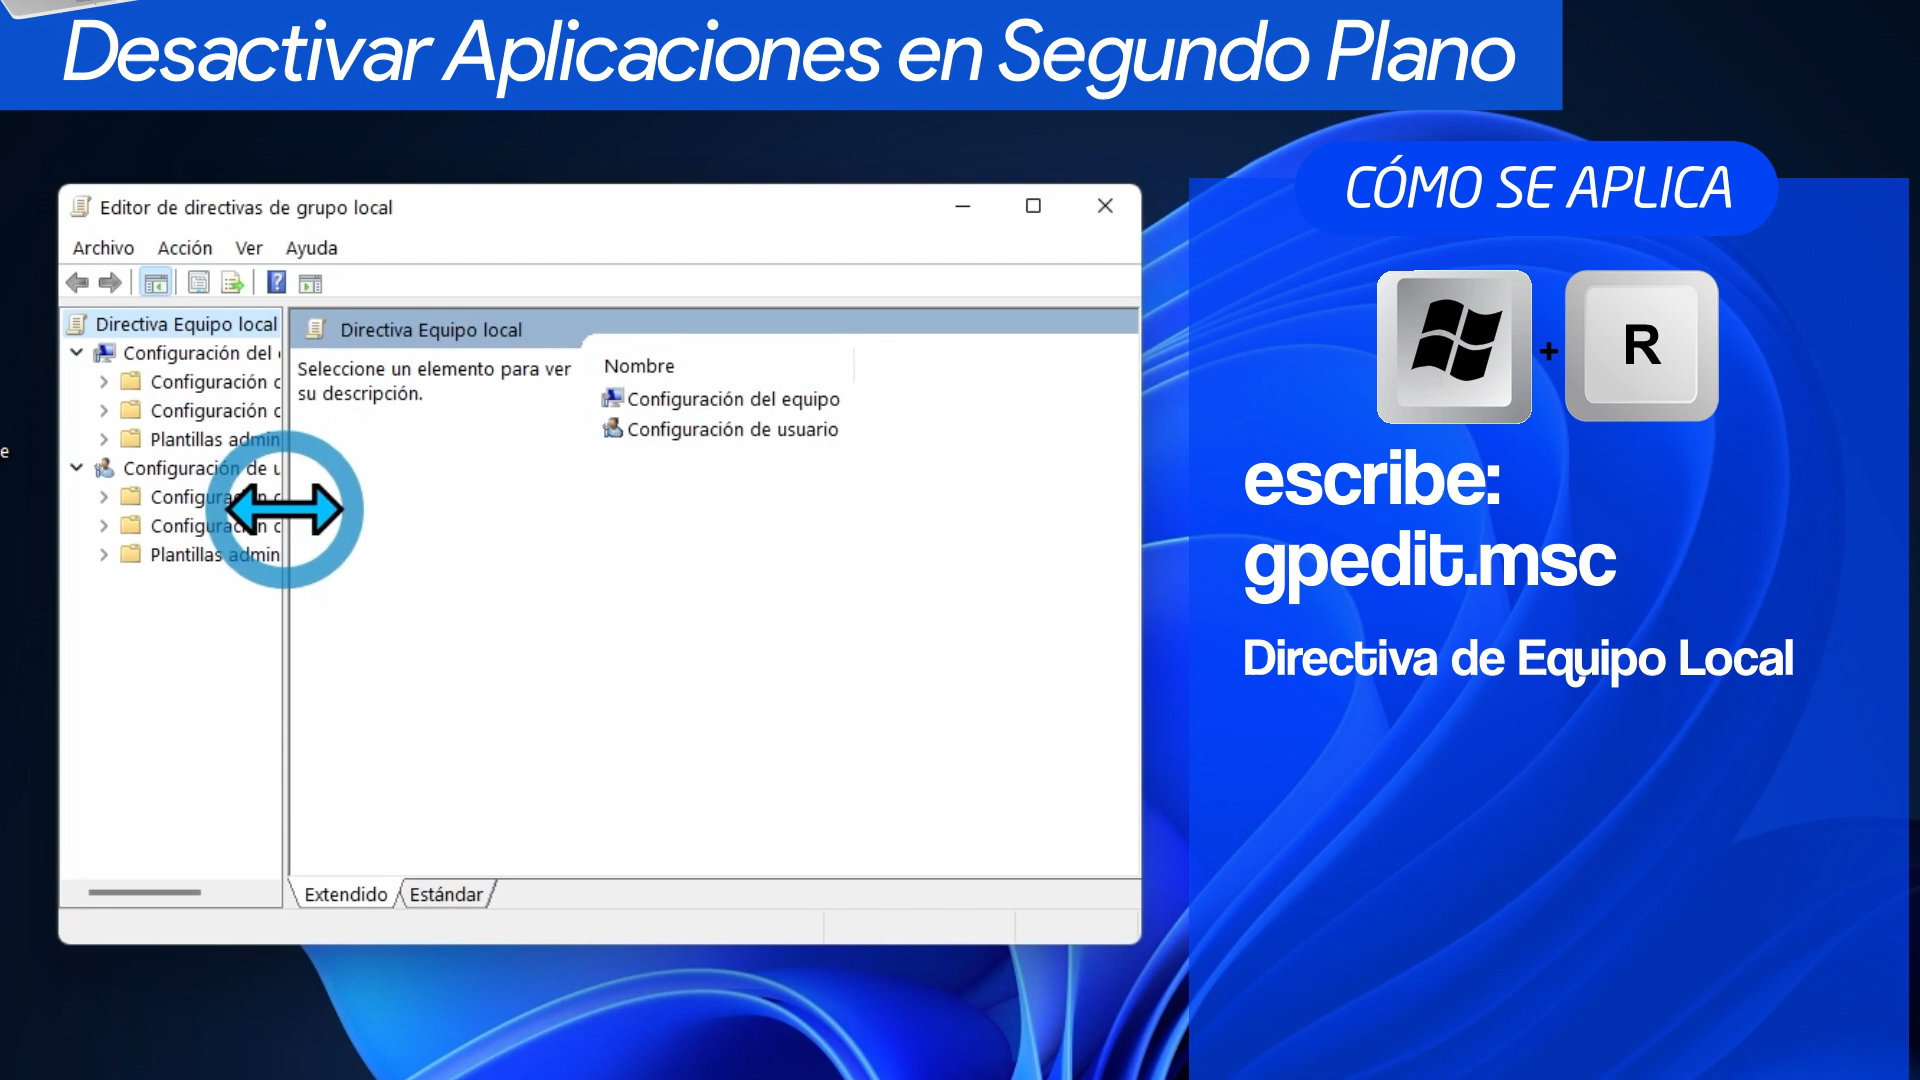 Desactivar Aplicaciones en Segundo Plano
CÓMO SE APLICA
Editor de directivas de grupo local
Archivo Acción Ver Ayuda
Directiva Equipo local
Configuración del
Configuración c
Configuración c
Plantillas admin
Configuración de u
Configuración c
Configuración c
Plantillas admin
Directiva Equipo local
Seleccione un elemento para ver
su descripción.
Nombre
Configuración del equipo
Configuración de usuario
Extendido Estándar
e
+ R
escribe:
gpedit.msc
Directiva de Equipo Local